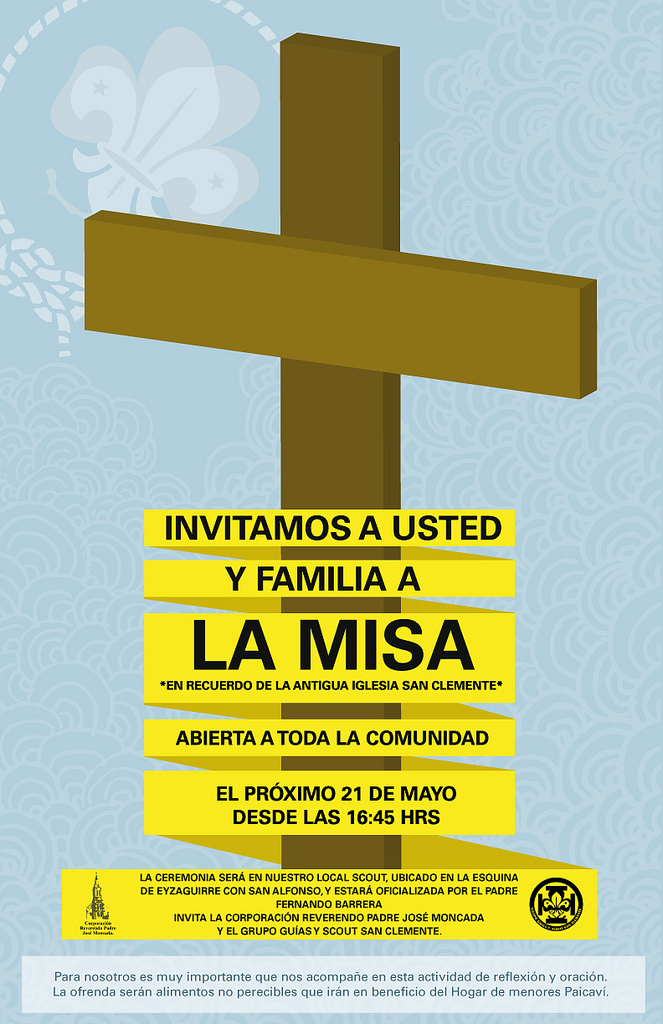 INVITAMOS A USTED
Y FAMILIA A
LA MISA
*EN RECUERDO DE LA ANTIGUA IGLESIA SAN CLEMENTE*
ABIERTA A TODA LA COMUNIDAD
EL PRÓXIMO 21 DE MAYO
DESDE LAS 16:45 HRS
LA CEREMONIA SERÁ EN NUESTRO LOCAL SCOUT, UBICADO EN LA ESQUINA
DE EYZAGUIRRE CON SAN ALFONSO, Y ESTARÁ OFICIALIZADA POR EL PADRE
FERNANDO BARRERA
INVITA LA CORPORACIÓN REVERENDO PADRE JOSÉ MONCADA
Y EL GRUPO GUÍAS Y SCOUT SAN CLEMENTE.
Corporación
Reverendo Padre
José Moncada
Para nosotros es muy importante que nos acompañe en esta actividad de reflexión y oración.
La ofrenda serán alimentos no perecibles que irán en beneficio del Hogar de menores Paicaví.